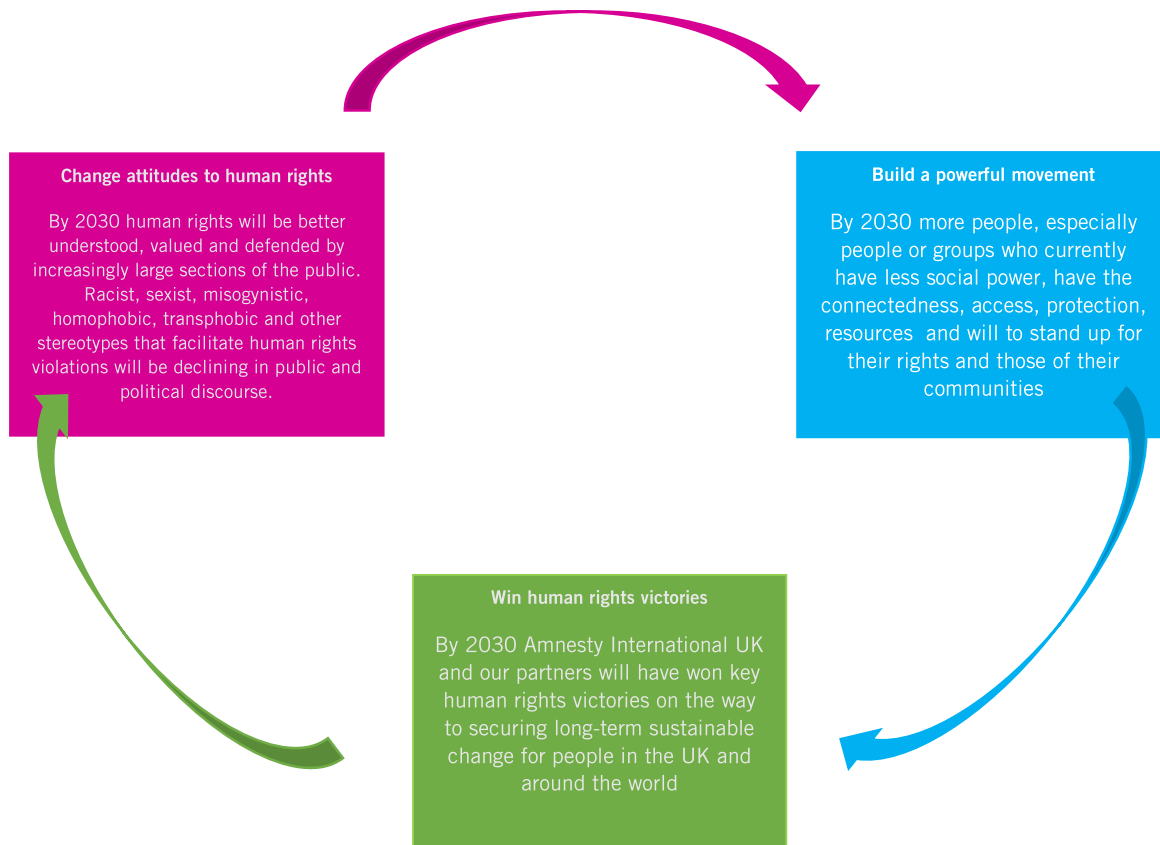 Change attitudes to human rights
By 2030 human rights will be better
understood, valued and defended by
increasingly large sections of the public.
Racist, sexist, misogynistic,
homophobic, transphobic and other
stereotypes that facilitate human rights
violations will be declining in public and
political discourse.
Build a powerful movement
By 2030 more people, especially
people or groups who currently
have less social power, have the
connectedness, access, protection,
resources  and will to stand up for
their rights and those of their
communities
Win human rights victories
By 2030 Amnesty International UK
and our partners will have won key
human rights victories on the way
to securing long-term sustainable
change for people in the UK and
around the world